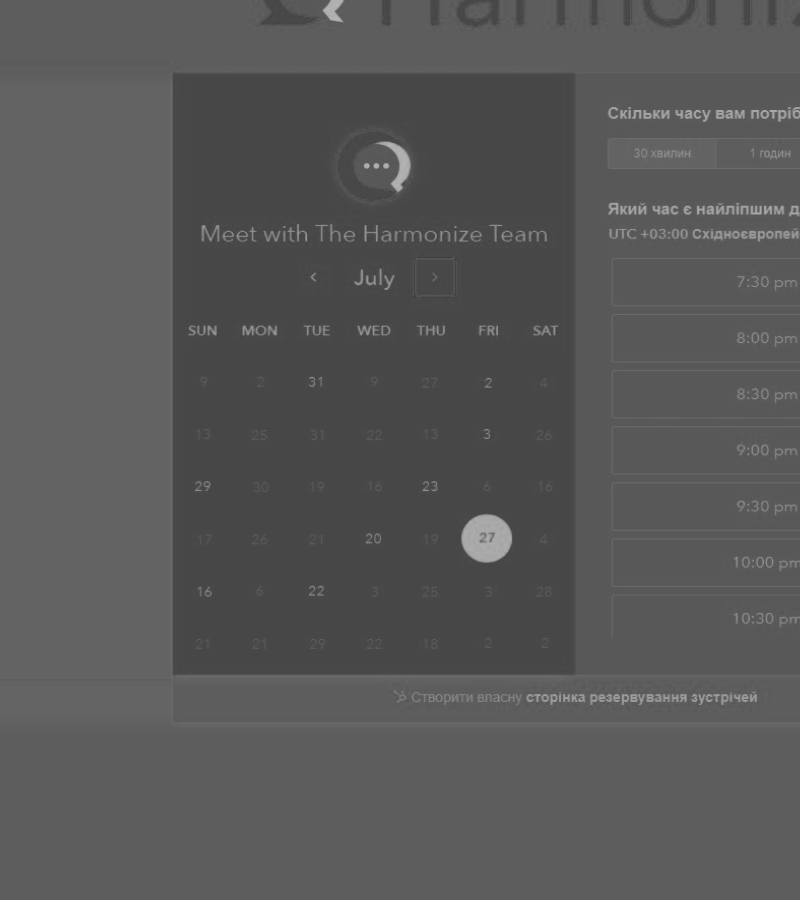 Harmoniz
Meet with The Harmonize Team
July
SUN MON TUE WED THU FRI SAT
9 2 31 9 27 2 4
13 25 31 22 13 3 26
29 30 19 16 23 6 16
17 26 21 20 19 27 4
16 6 22 3 25 3 28
21 21 29 22 18 2 2
Скільки часу вам потріб
30 хвилин 1 годин
Який час є найліпшим д
UTC +03:00 Східноєвропей
7:30 pm
8:00 pm
8:30 pm
9:00 pm
9:30 pm
10:00 pm
10:30 pm
Створити власну сторінка резервування зустрічей